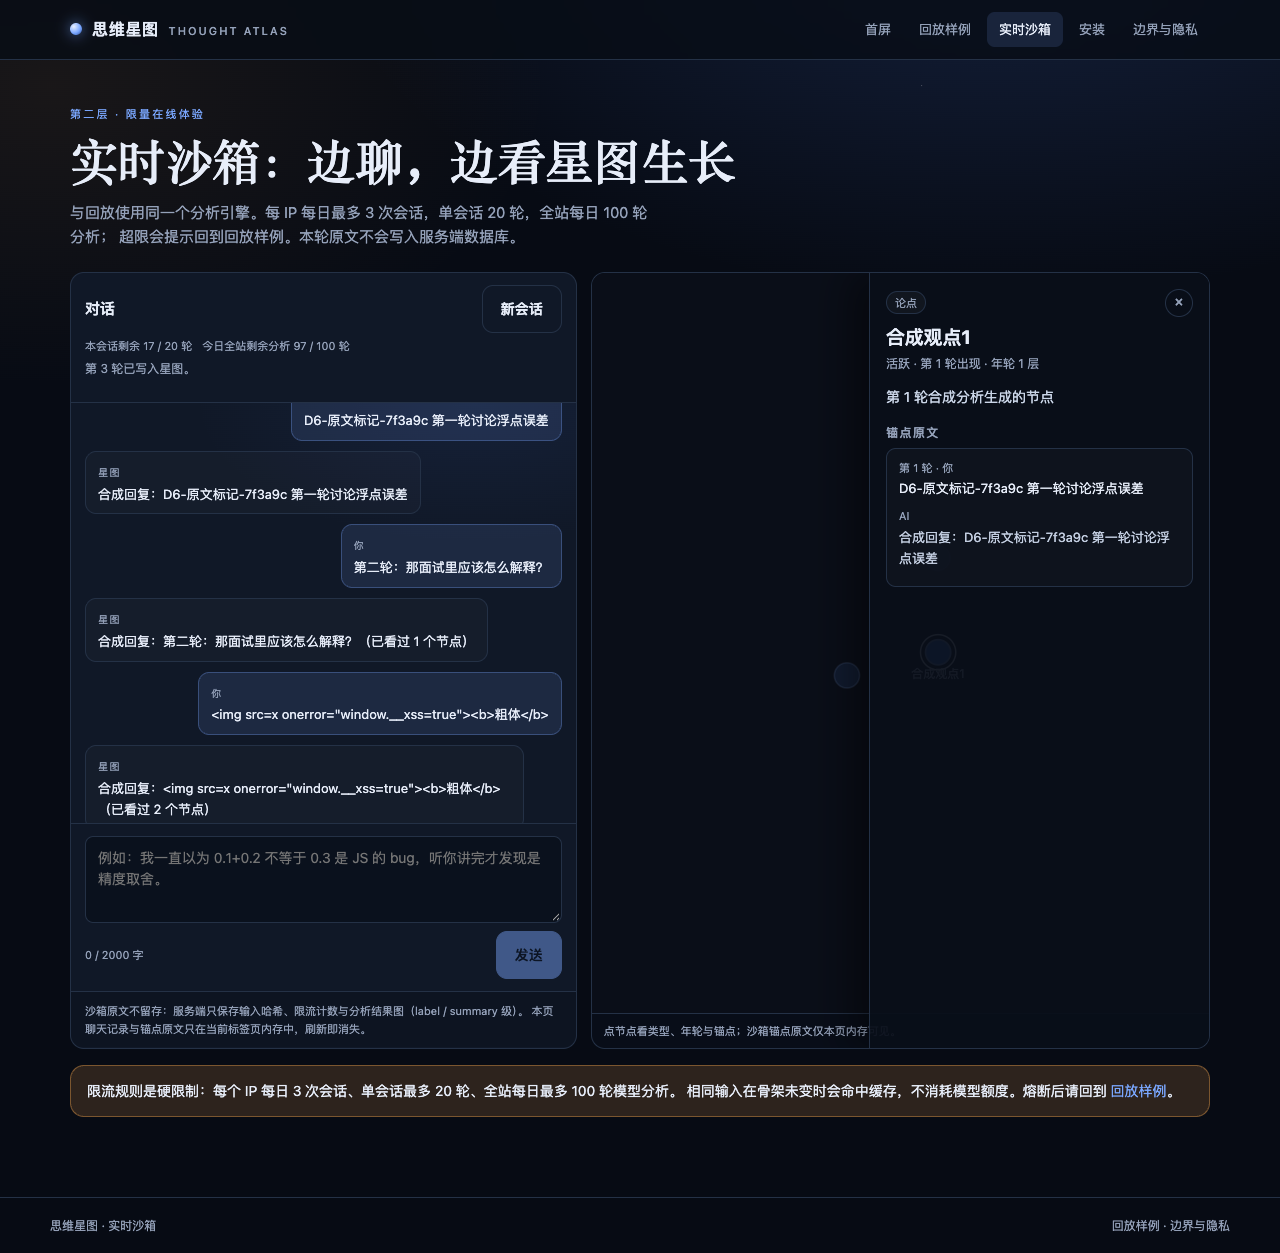 思维星图 THOUGHT ATLAS
首屏
回放样例
实时沙箱
安装
边界与隐私
第二层 · 限量在线体验
实时沙箱：边聊，边看星图生长
与回放使用同一个分析引擎。每 IP 每日最多 3 次会话，单会话 20 轮，全站每日 100 轮
分析； 超限会提示回到回放样例。本轮原文不会写入服务端数据库。
对话
新会话
本会话剩余 17 / 20 轮 今日全站剩余分析 97 / 100 轮
第 3 轮已写入星图。
D6-原文标记-7f3a9c 第一轮讨论浮点误差
星图
合成回复：D6-原文标记-7f3a9c 第一轮讨论浮点误差
你
第二轮：那面试里应该怎么解释？
星图
合成回复：第二轮：那面试里应该怎么解释？（已看过 1 个节点）
你
<img src=x onerror="window.__xss=true"><b>粗体</b>
星图
合成回复：<img src=x onerror="window.__xss=true"><b>粗体</b>
（已看过 2 个节点）
例如：我一直以为 0.1+0.2 不等于 0.3 是 JS 的 bug，听你讲完才发现是
精度取舍。
0 / 2000 字
发送
沙箱原文不留存：服务端只保存输入哈希、限流计数与分析结果图（label / summary 级）。 本页
聊天记录与锚点原文只在当前标签页内存中，刷新即消失。
论点
×
合成观点1
活跃 · 第 1 轮出现 · 年轮 1 层
第 1 轮合成分析生成的节点
锚点原文
第 1 轮 · 你
D6-原文标记-7f3a9c 第一轮讨论浮点误差
AI
合成回复：D6-原文标记-7f3a9c 第一轮讨论浮
点误差
合成观点1
点节点看类型、年轮与锚点；沙箱锚点原文仅本页内存
限流规则是硬限制：每个 IP 每日 3 次会话、单会话最多 20 轮、全站每日最多 100 轮模型分析。 相同输入在骨架未变时会命中缓存，不消耗模型额度。熔断后请回到 回放样例。
思维星图 · 实时沙箱
回放样例 · 边界与隐私